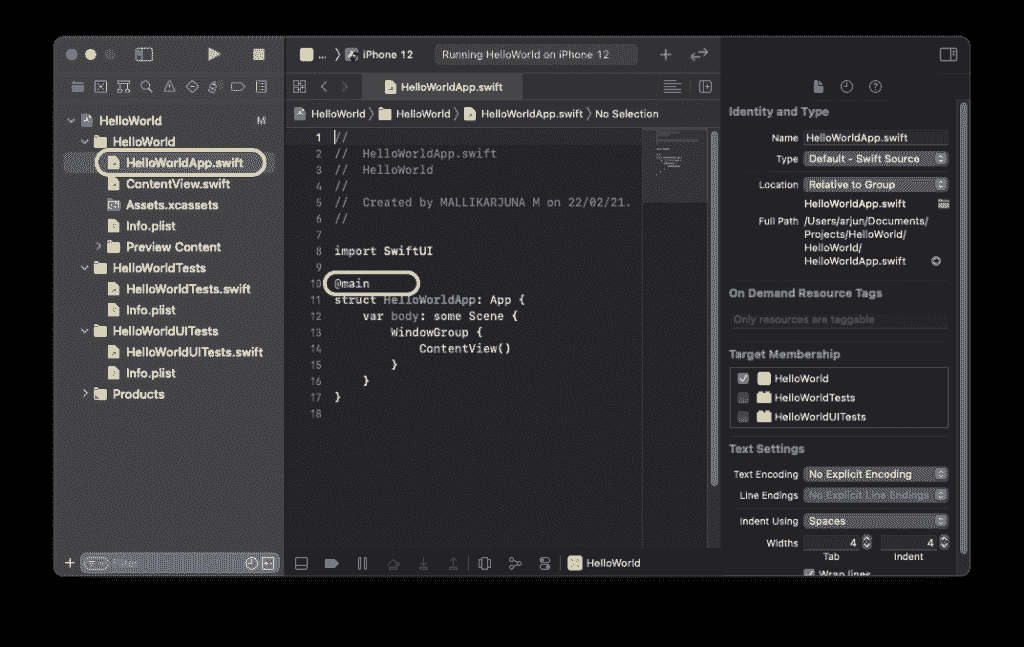 ... iPhone 12 Running HelloWorld on iPhone 12
HelloWorldApp.swift
HelloWorld HelloWorld HelloWorldApp.swift No Selection
HelloWorld M
HelloWorld
HelloWorldApp.swift
ContentView.swift
Assets.xcassets
Info.plist
Preview Content
HelloWorldTests
HelloWorldTests.swift
Info.plist
HelloWorldUITests
HelloWorldUITests.swift
Info.plist
Products
Filter
1 //
2 //  HelloWorldApp.swift
3 //  HelloWorld
4 //
5 //  Created by MALLIKARJUNA M on 22/02/21.
6 //
7
8 import SwiftUI
9
10 @main
11 struct HelloWorldApp: App {
12     var body: some Scene {
13         WindowGroup {
14             ContentView()
15         }
16     }
17 }
18
HelloWorld
Identity and Type
Name HelloWorldApp.swift
Type Default - Swift Source
Location Relative to Group
HelloWorldApp.swift
Full Path /Users/arjun/Documents/
Projects/HelloWorld/
HelloWorld/
HelloWorldApp.swift
On Demand Resource Tags
Only resources are taggable
Target Membership
HelloWorld
HelloWorldTests
HelloWorldUITests
Text Settings
Text Encoding No Explicit Encoding
Line Endings No Explicit Line Endings
Indent Using Spaces
Widths 4 4
Tab Indent
Wrap lines